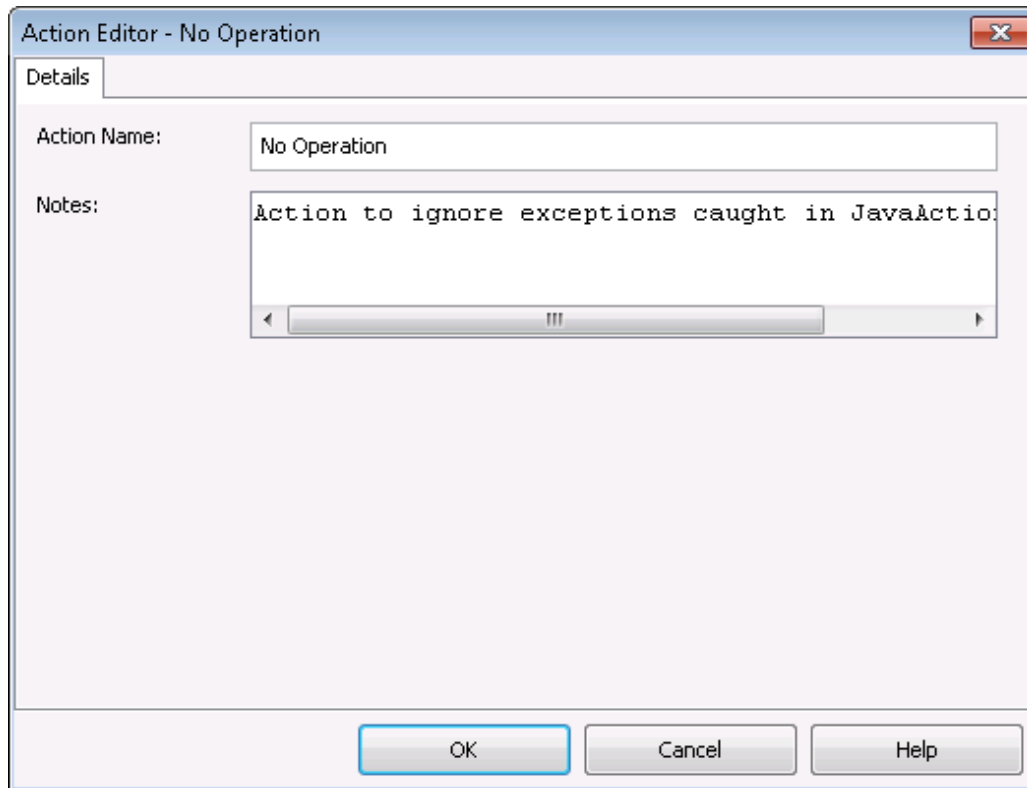 Action Editor - No Operation
Details
Action Name:
No Operation
Notes:
Action to ignore exceptions caught in
OK
Cancel
Help